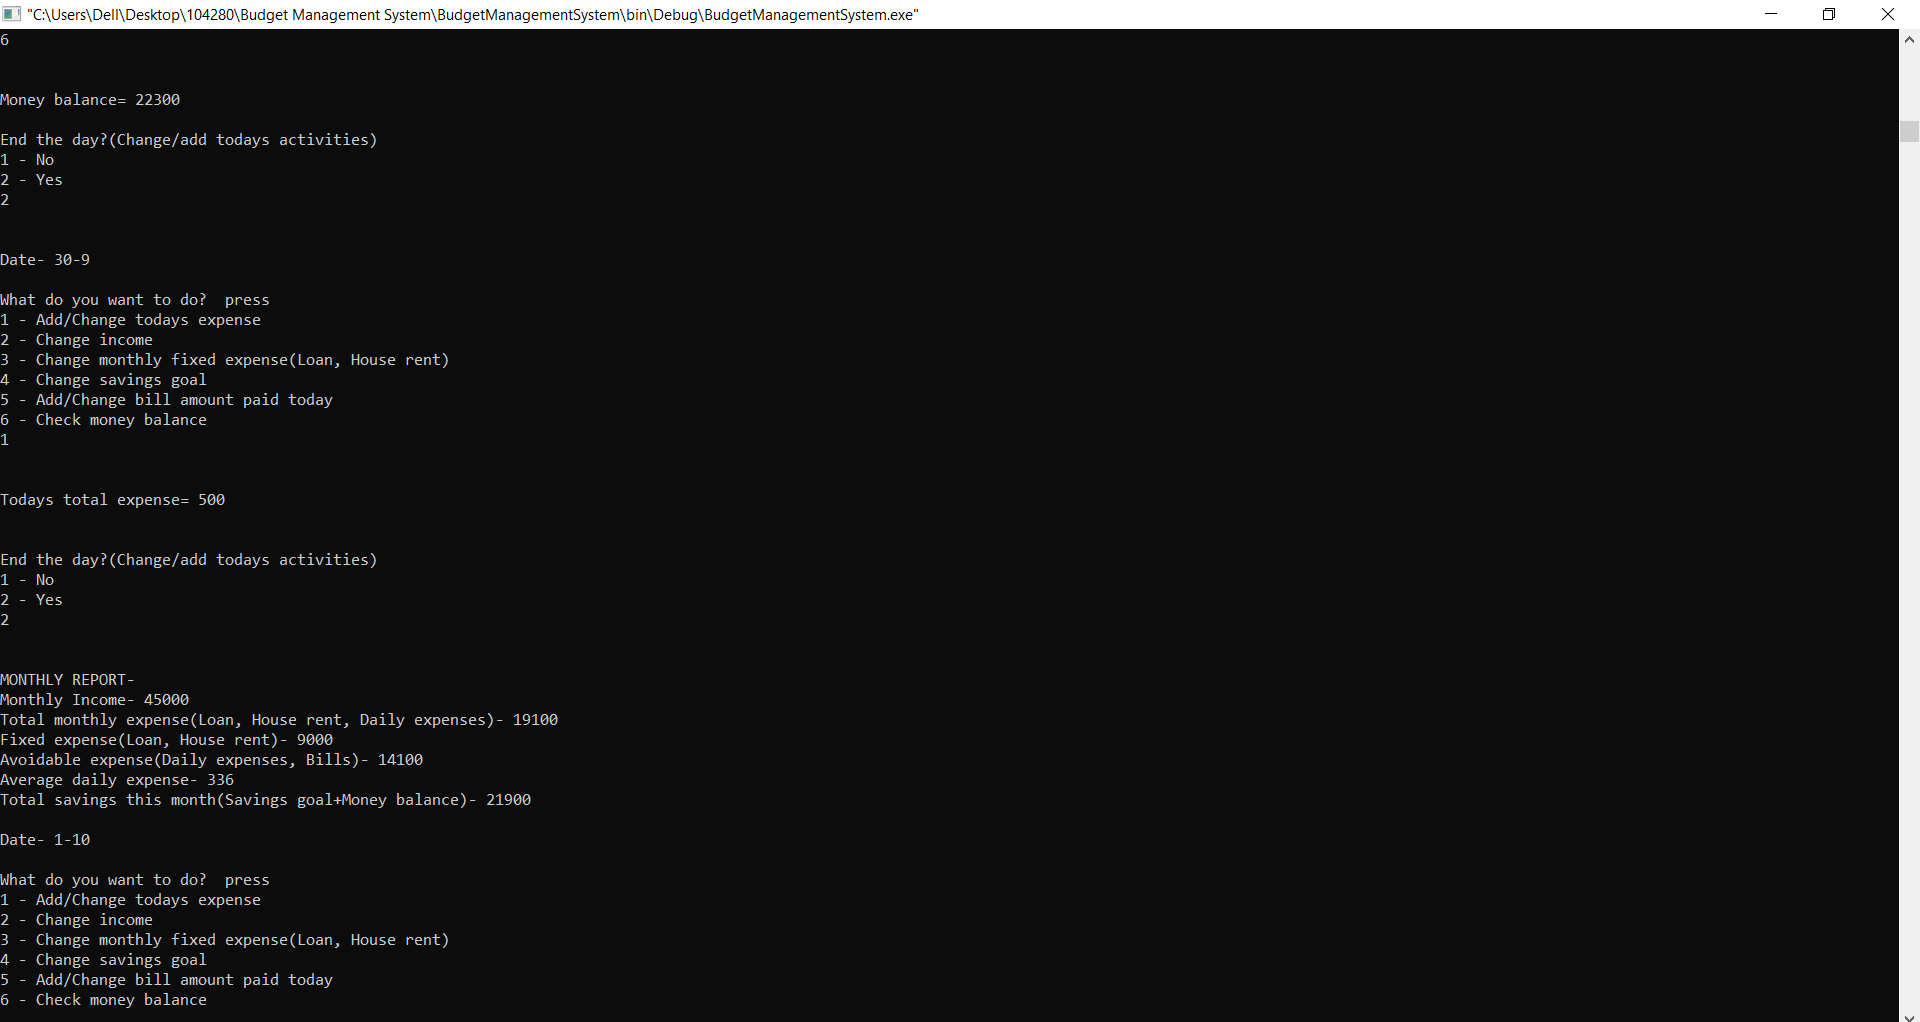 "C:\Users\Dell\Desktop\104280\Budget Management System\BudgetManagementSystem\bin\Debug\BudgetManagementSystem.exe"
6
Money balance= 22300
End the day?(Change/add todays activities)
1 - No
2 - Yes
2
Date- 30-9
What do you want to do?  press
1 - Add/Change todays expense
2 - Change income
3 - Change monthly fixed expense(Loan, House rent)
4 - Change savings goal
5 - Add/Change bill amount paid today
6 - Check money balance
1
Todays total expense= 500
End the day?(Change/add todays activities)
1 - No
2 - Yes
2
MONTHLY REPORT-
Monthly Income- 45000
Total monthly expense(Loan, House rent, Daily expenses)- 19100
Fixed expense(Loan, House rent)- 9000
Avoidable expense(Daily expenses, Bills)- 14100
Average daily expense- 336
Total savings this month(Savings goal+Money balance)- 21900
Date- 1-10
What do you want to do?  press
1 - Add/Change todays expense
2 - Change income
3 - Change monthly fixed expense(Loan, House rent)
4 - Change savings goal
5 - Add/Change bill amount paid today
6 - Check money balance